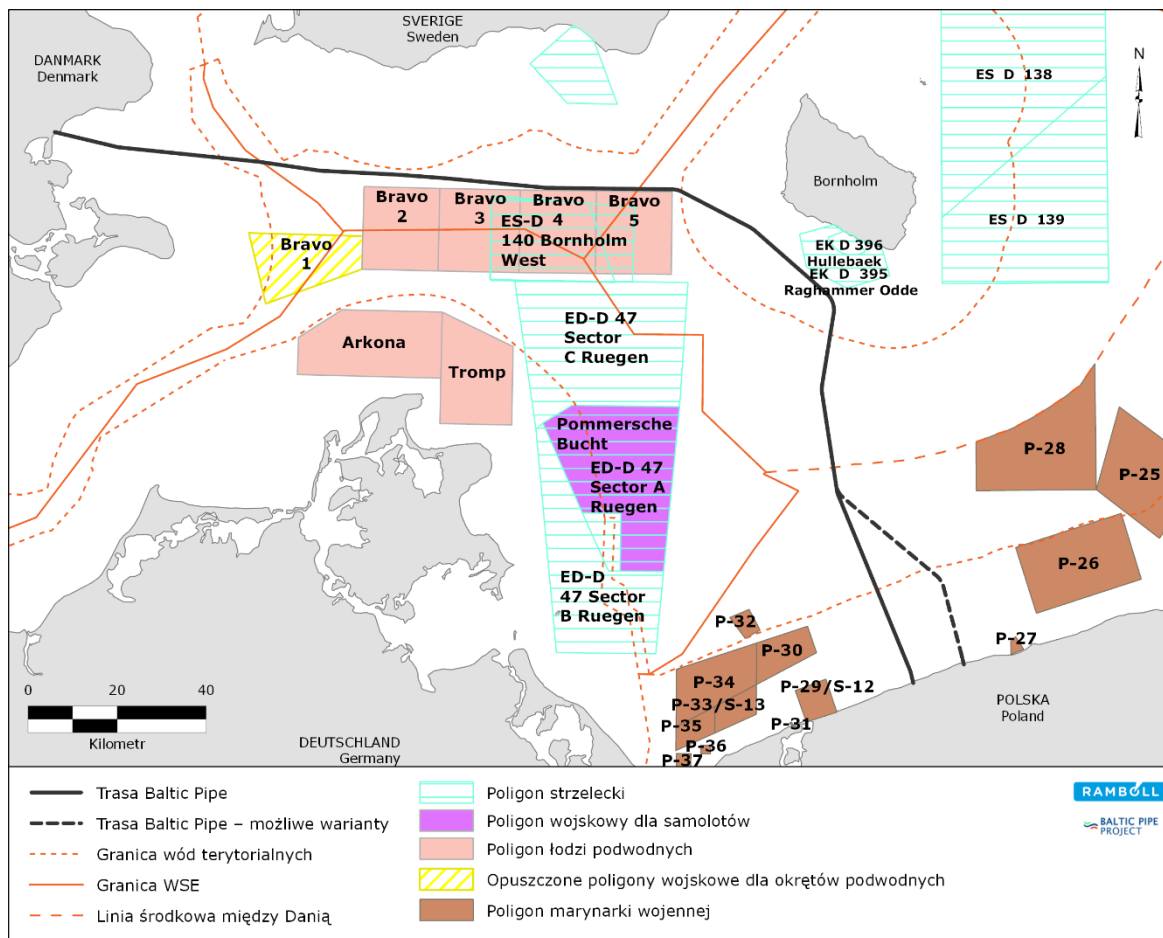 SVERIGE
Sweden
DANMARK
Denmark
N
ES D 138
Bornholm
ES D 139
Bravo
2
Bravo
3
Bravo
4
Bravo
5
ES-D
140 Bornholm
West
Bravo
1
EK D 396
Hullebaek
EK D 395
Raghammer Odde
ED-D 47
Sector
C Ruegen
Arkona
Tromp
Pommersche
Bucht
ED-D 47
Sector A
Ruegen
P-28
P-25
P-26
ED-D
47 Sector
B Ruegen
P-32
P-27
P-30
P-34
P-29/S-12
P-33/S-13
P-31
P-35
P-36
P-37
POLSKA
Poland
0 20 40
Kilometr
DEUTSCHLAND
Germany
Trasa Baltic Pipe
Trasa Baltic Pipe – możliwe warianty
Granica wód terytorialnych
Granica WSE
Linia środkowa między Danią
Poligon strzelecki
Poligon wojskowy dla samolotów
Poligon łodzi podwodnych
Opuszczone poligony wojskowe dla okrętów podwodnych
Poligon marynarki wojennej
RAMBOLL
BALTIC PIPE
PROJECT